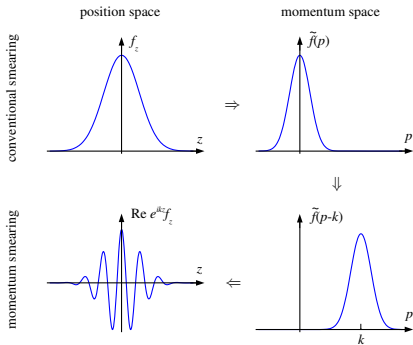 position space
momentum space
conventional smearing
f_z
z
⇒
f̃(p)
p
⇓
momentum smearing
Re e^{ikz}f_z
z
⇐
f̃(p-k)
p
k